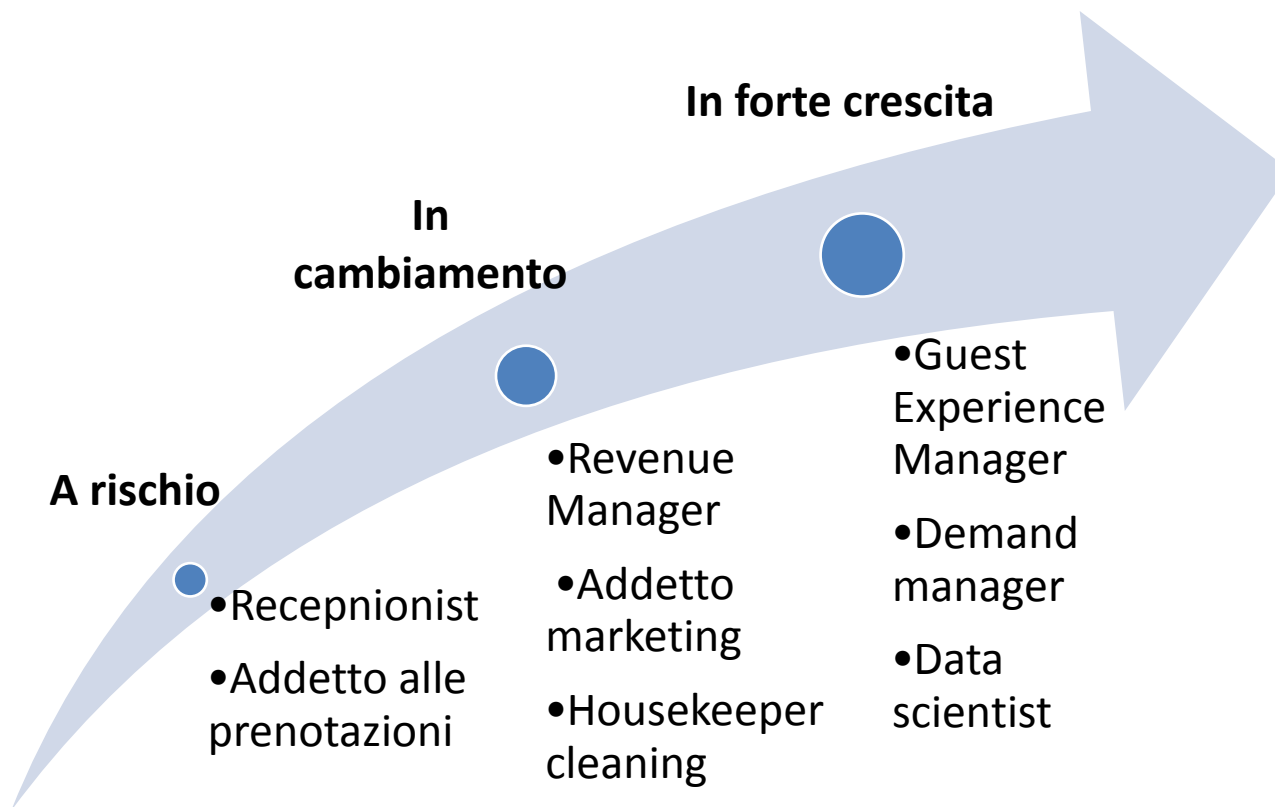 A rischio
•Recepnionist
•Addetto alle
prenotazioni
In
cambiamento
•Revenue
Manager
•Addetto
marketing
•Housekeeper
cleaning
In forte crescita
•Guest
Experience
Manager
•Demand
manager
•Data
scientist